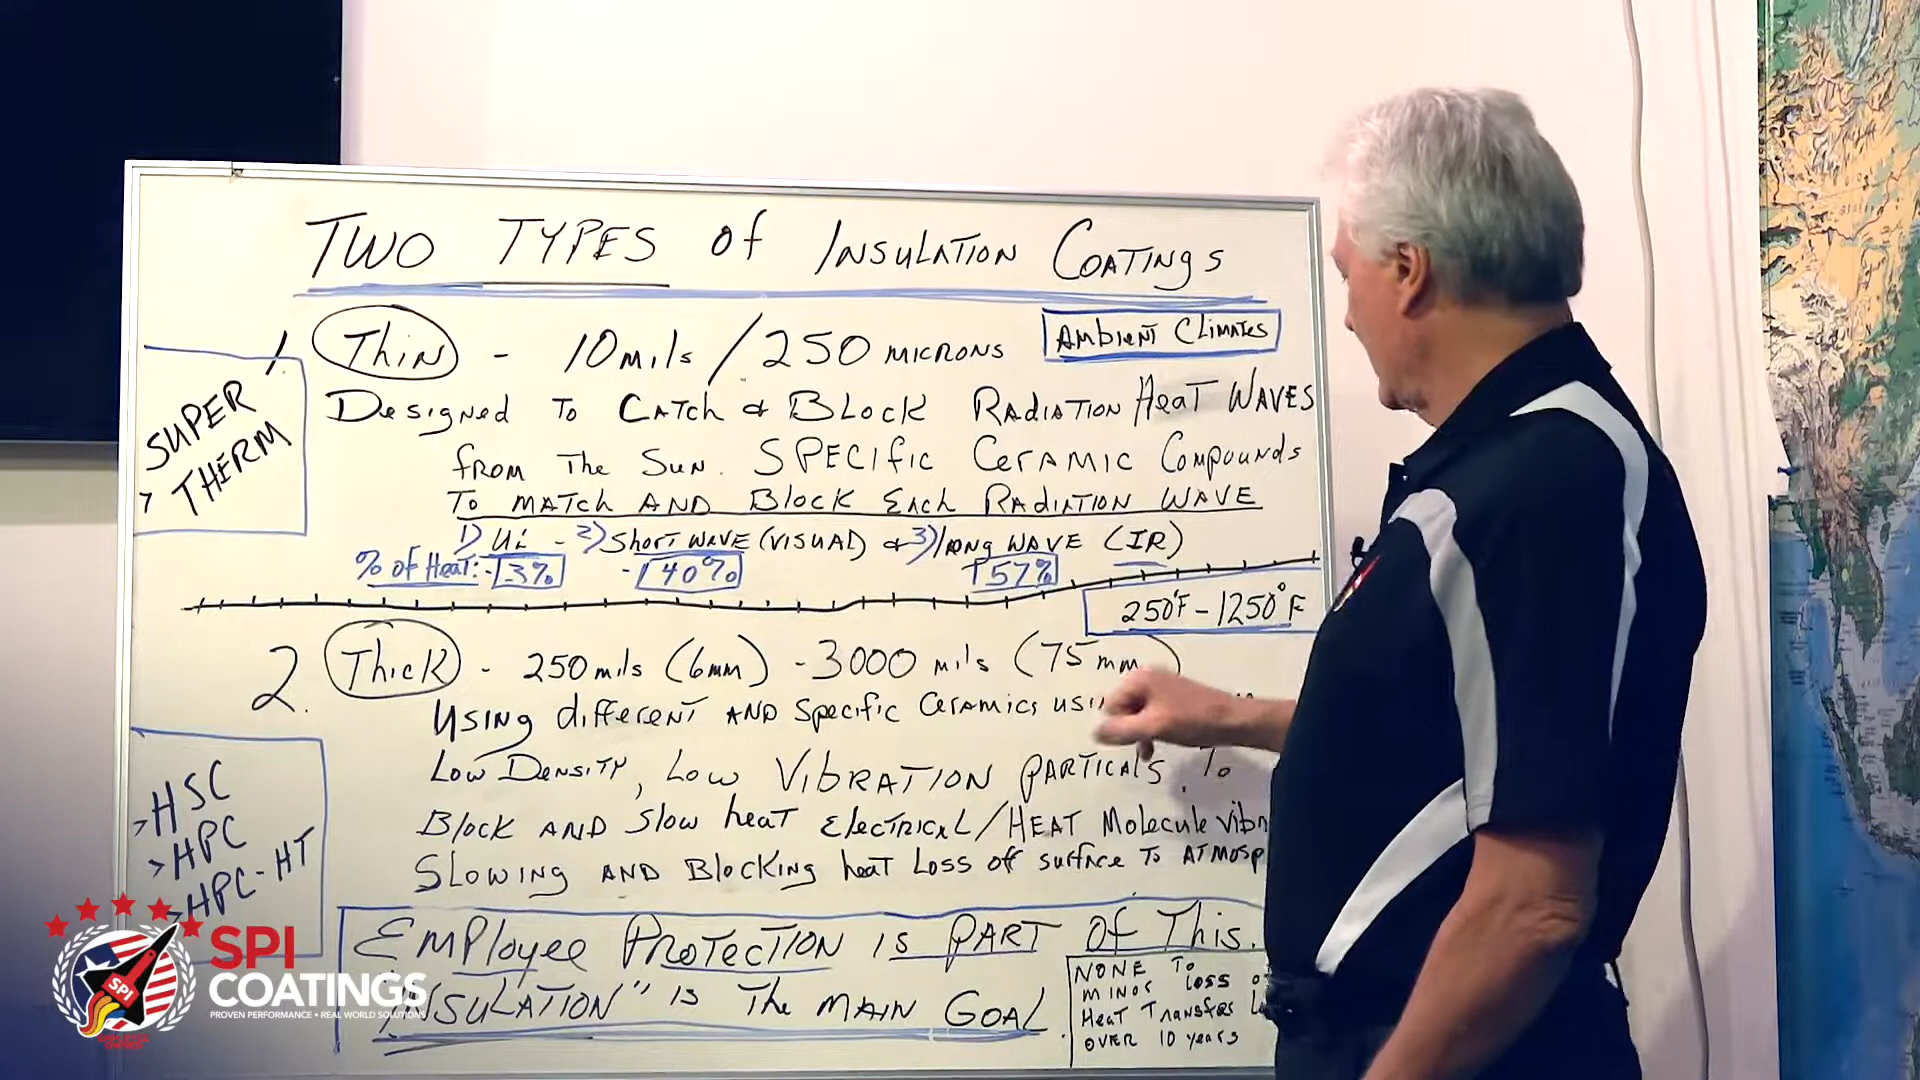 TWO TYPES of INSULATION COATINGS
1. Thin - 10 mils / 250 MICRONS
AMBIENT CLIMATES
DESIGNED TO CATCH & BLOCK RADIATION HEAT WAVES
FROM THE SUN. SPECIFIC CERAMIC COMPOUNDS
TO MATCH AND BLOCK EACH RADIATION WAVE
1) UV - 2) SHORT WAVE (VISUAL) & 3) long WAVE (IR)
% of HEAT: - 3% - 40% 57%
SUPER
> THERM
250°F - 1250°F
2. Thick - 250 mils (6mm) - 3000 mils (75 mm)
USING different AND SPECIFIC CERAMICS
LOW DENSITY, LOW VIBRATION PARTICALS TO
BLOCK AND SLOW HEAT ELECTRICAL/HEAT MOLECULE
SLOWING AND BLOCKING HEAT LOSS OFF SURFACE TO
> HSC
> HPC
> HPC-HT
EMPLOYEE PROTECTION IS PART OF THIS.
"INSULATION" IS THE MAIN GOAL.
NONE TO
MINOR LOSS
HEAT TRANSFER
OVER 10 years
SPI
SPI
COATINGS
PROVEN PERFORMANCE • REAL WORLD SOLUTIONS